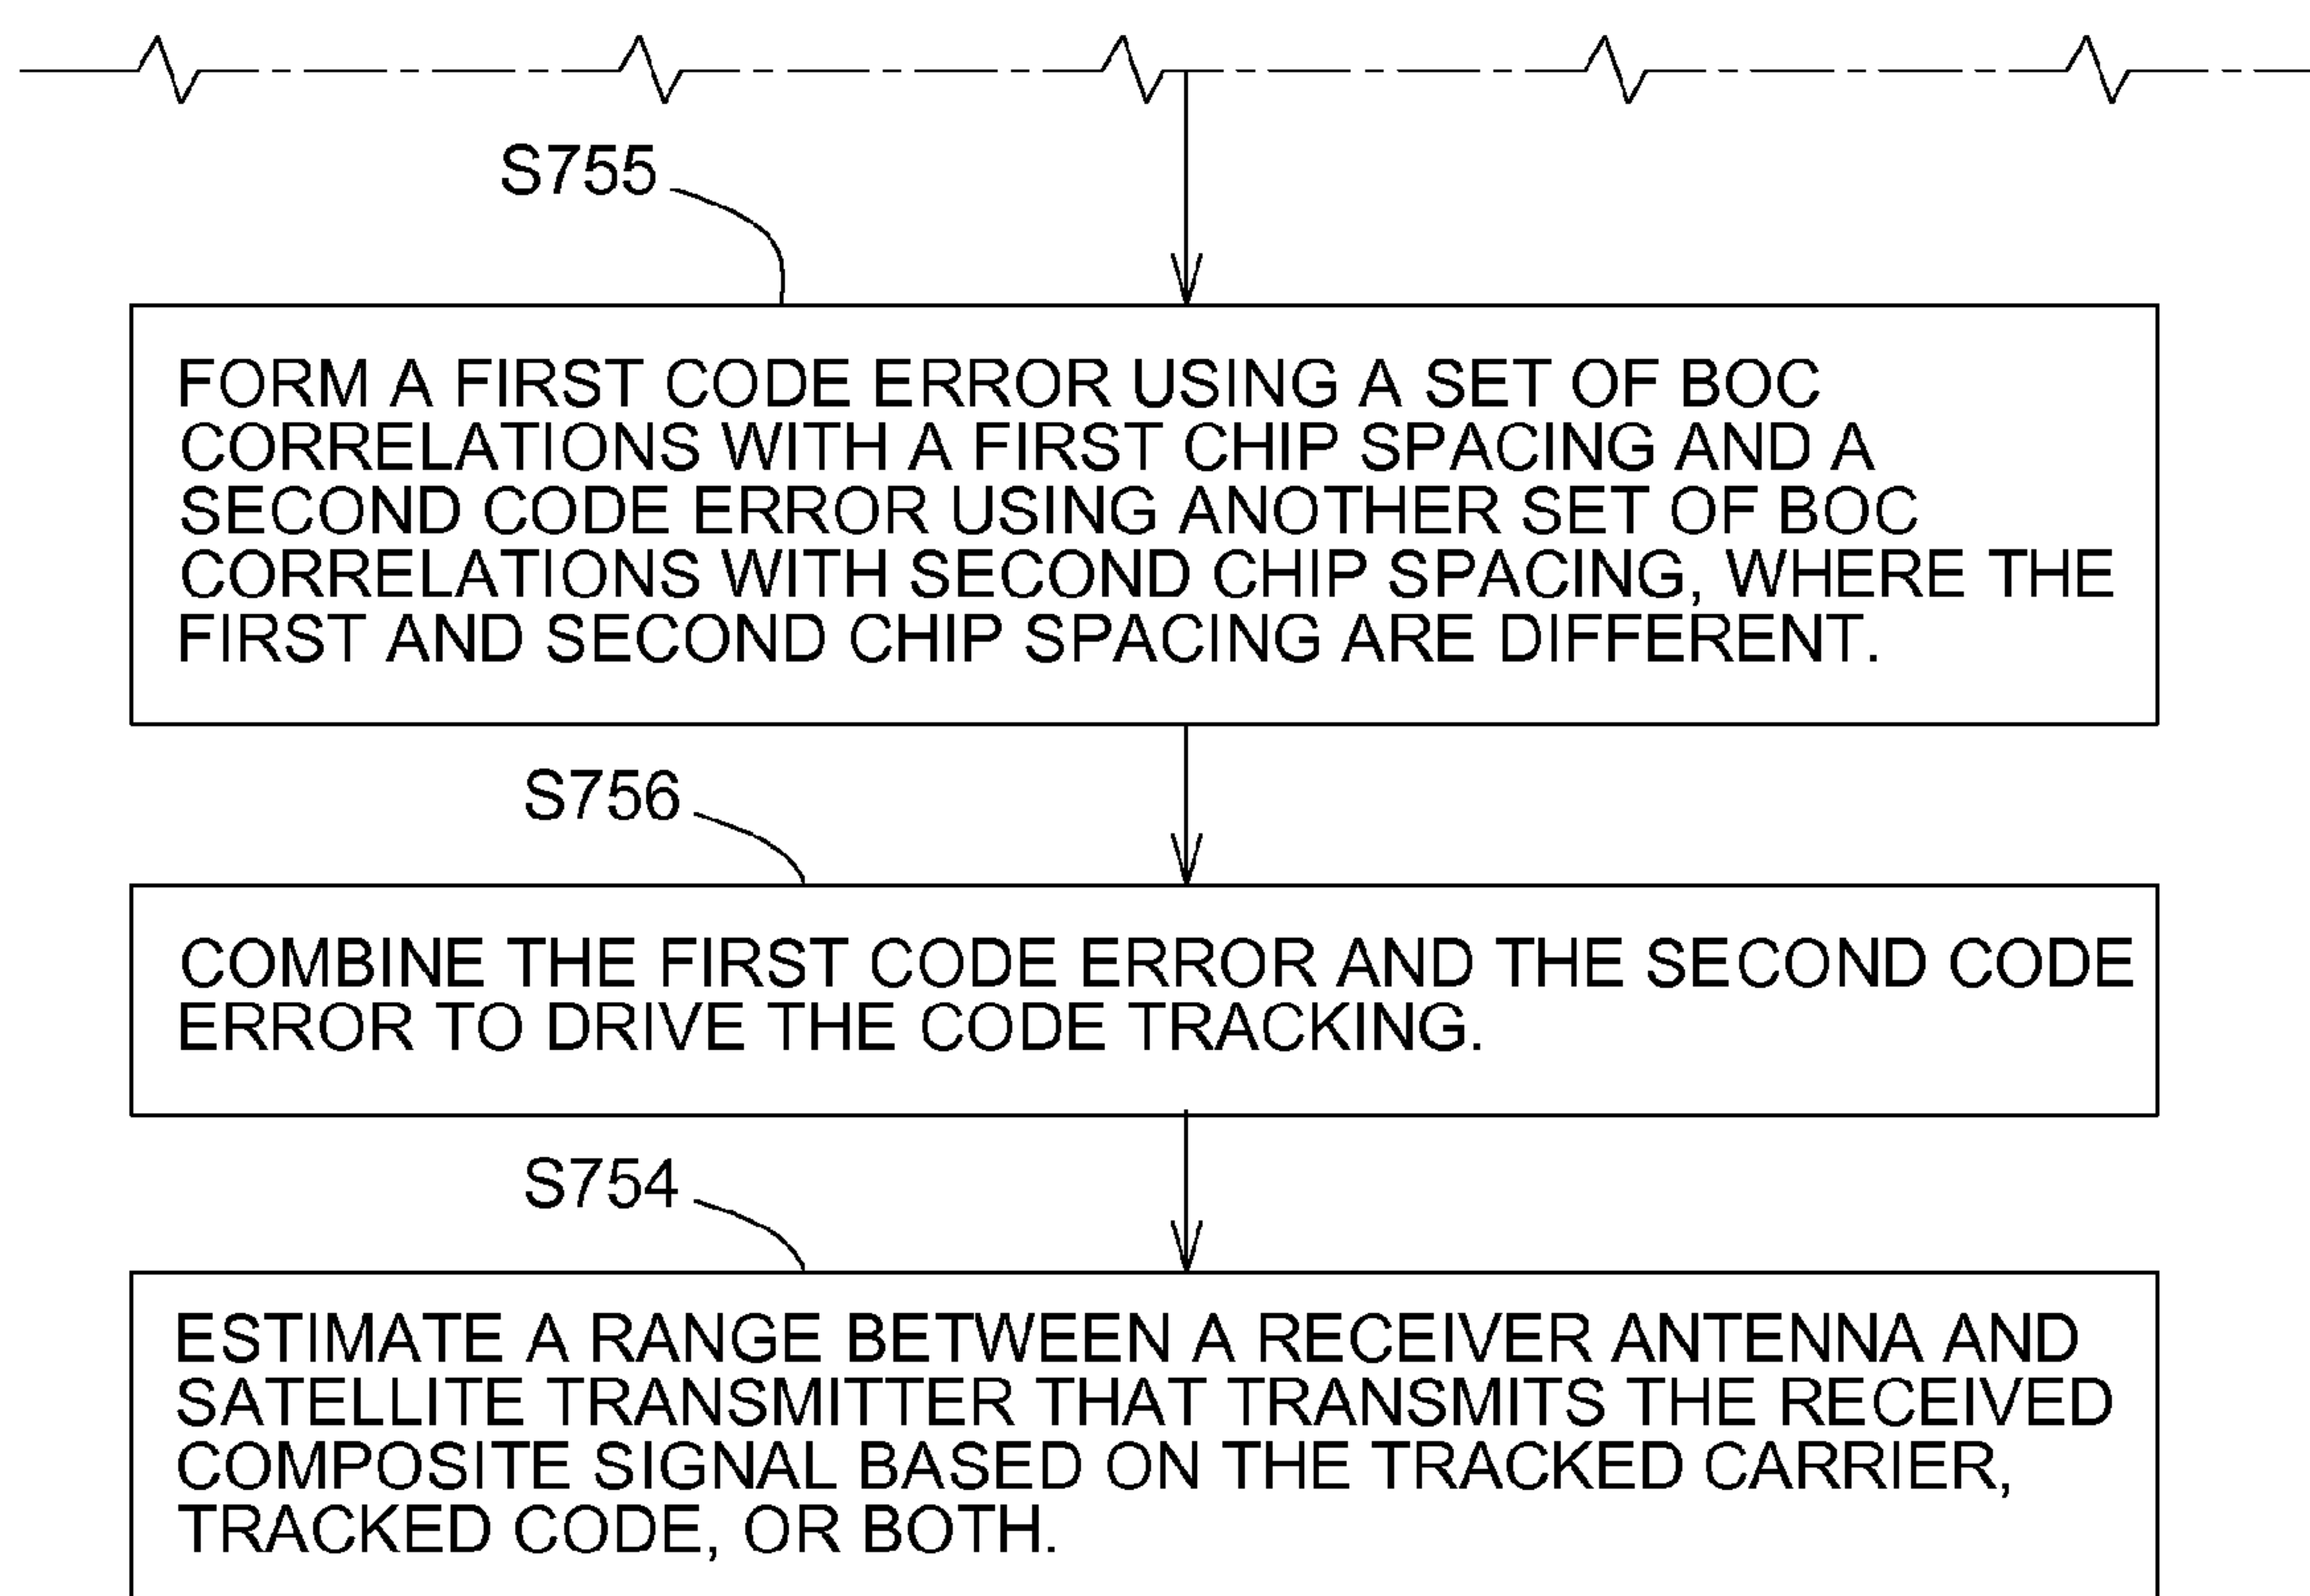 S755
FORM A FIRST CODE ERROR USING A SET OF BOC
CORRELATIONS WITH A FIRST CHIP SPACING AND A
SECOND CODE ERROR USING ANOTHER SET OF BOC
CORRELATIONS WITH SECOND CHIP SPACING, WHERE THE
FIRST AND SECOND CHIP SPACING ARE DIFFERENT.
S756
COMBINE THE FIRST CODE ERROR AND THE SECOND CODE
ERROR TO DRIVE THE CODE TRACKING.
S754
ESTIMATE A RANGE BETWEEN A RECEIVER ANTENNA AND
SATELLITE TRANSMITTER THAT TRANSMITS THE RECEIVED
COMPOSITE SIGNAL BASED ON THE TRACKED CARRIER,
TRACKED CODE, OR BOTH.